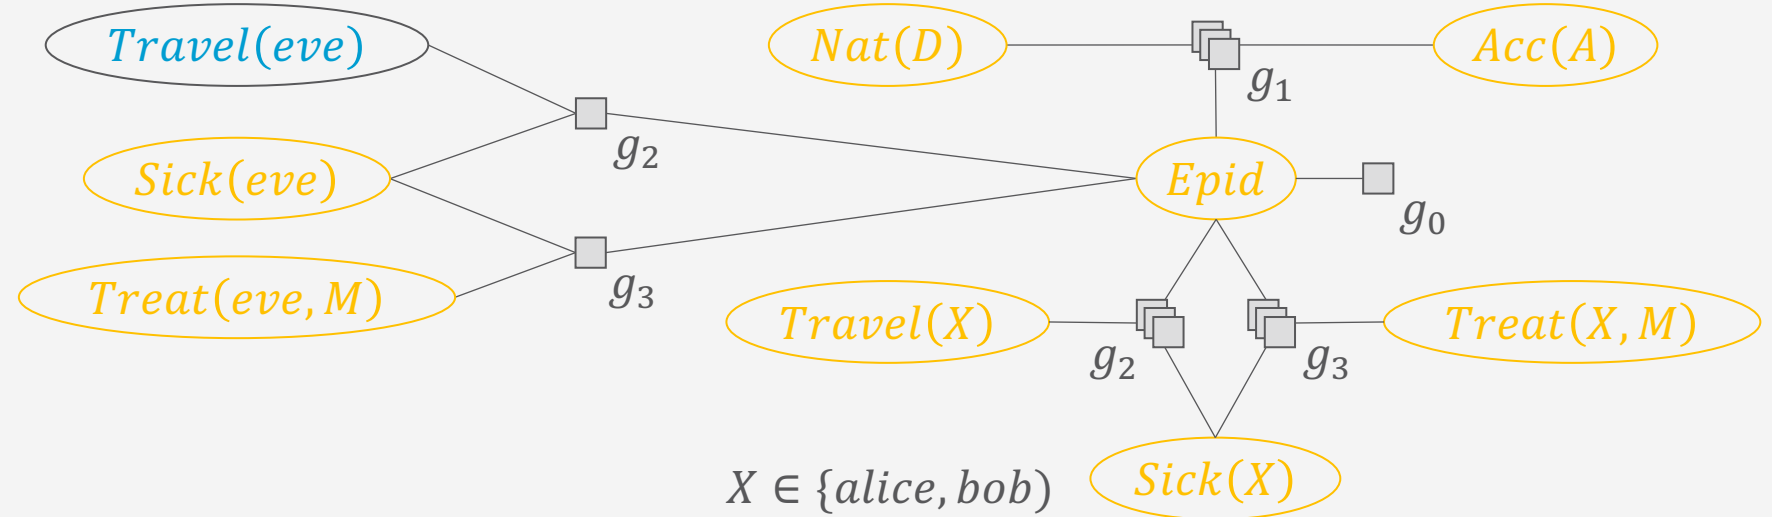 Travel(eve)
Nat(D)
Acc(A)
g₁
g₂
Sick(eve)
Epid
g₀
g₃
Treat(eve, M)
Travel(X)
Treat(X, M)
g₂
g₃
X ∈ {alice, bob)
Sick(X)